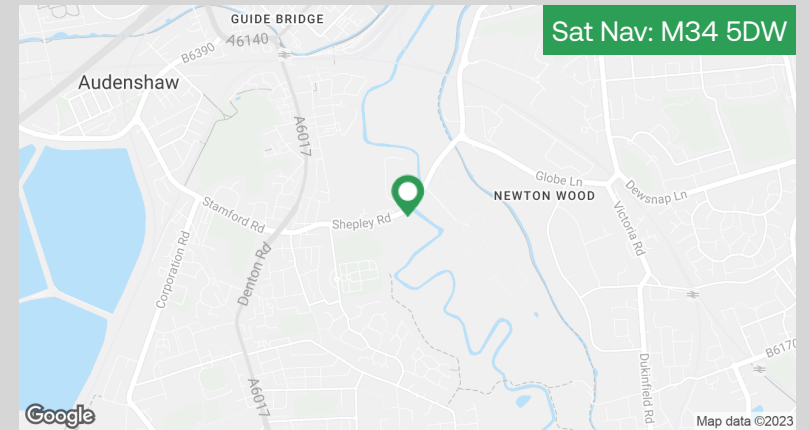 GUIDE BRIDGE
Sat Nav: M34 5DW
A6140
B6390
Audenshaw
A6017
Globe Ln
Dewsnap Ln
NEWTON WOOD
Stamford Rd
Shepley Rd
Victoria Rd
Corporation Rd
Denton Rd
B6170
Dukinfield Rd
A6017
Google
Map data ©2023